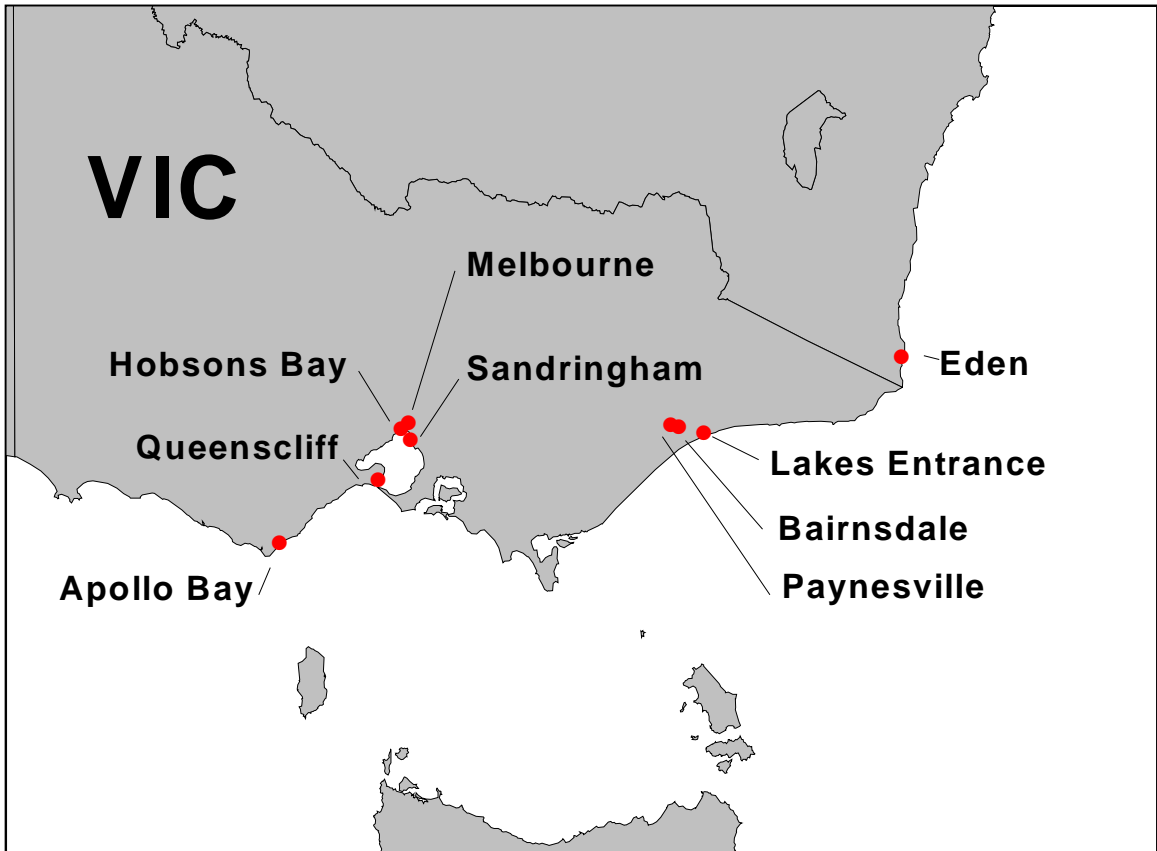 VIC
Melbourne
Hobsons Bay
Sandringham
Eden
Queenscliff
Lakes Entrance
Bairnsdale
Apollo Bay
Paynesville